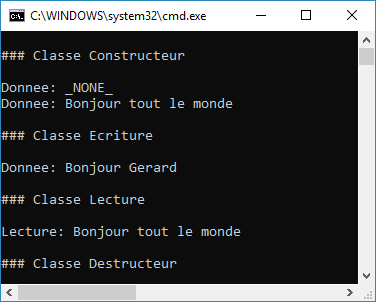 C:\WINDOWS\system32\cmd.exe
### Classe Constructeur
Donnee: _NONE_
Donnee: Bonjour tout le monde
### Classe Ecriture
Donnee: Bonjour Gerard
### Classe Lecture
Lecture: Bonjour tout le monde
### Classe Destructeur